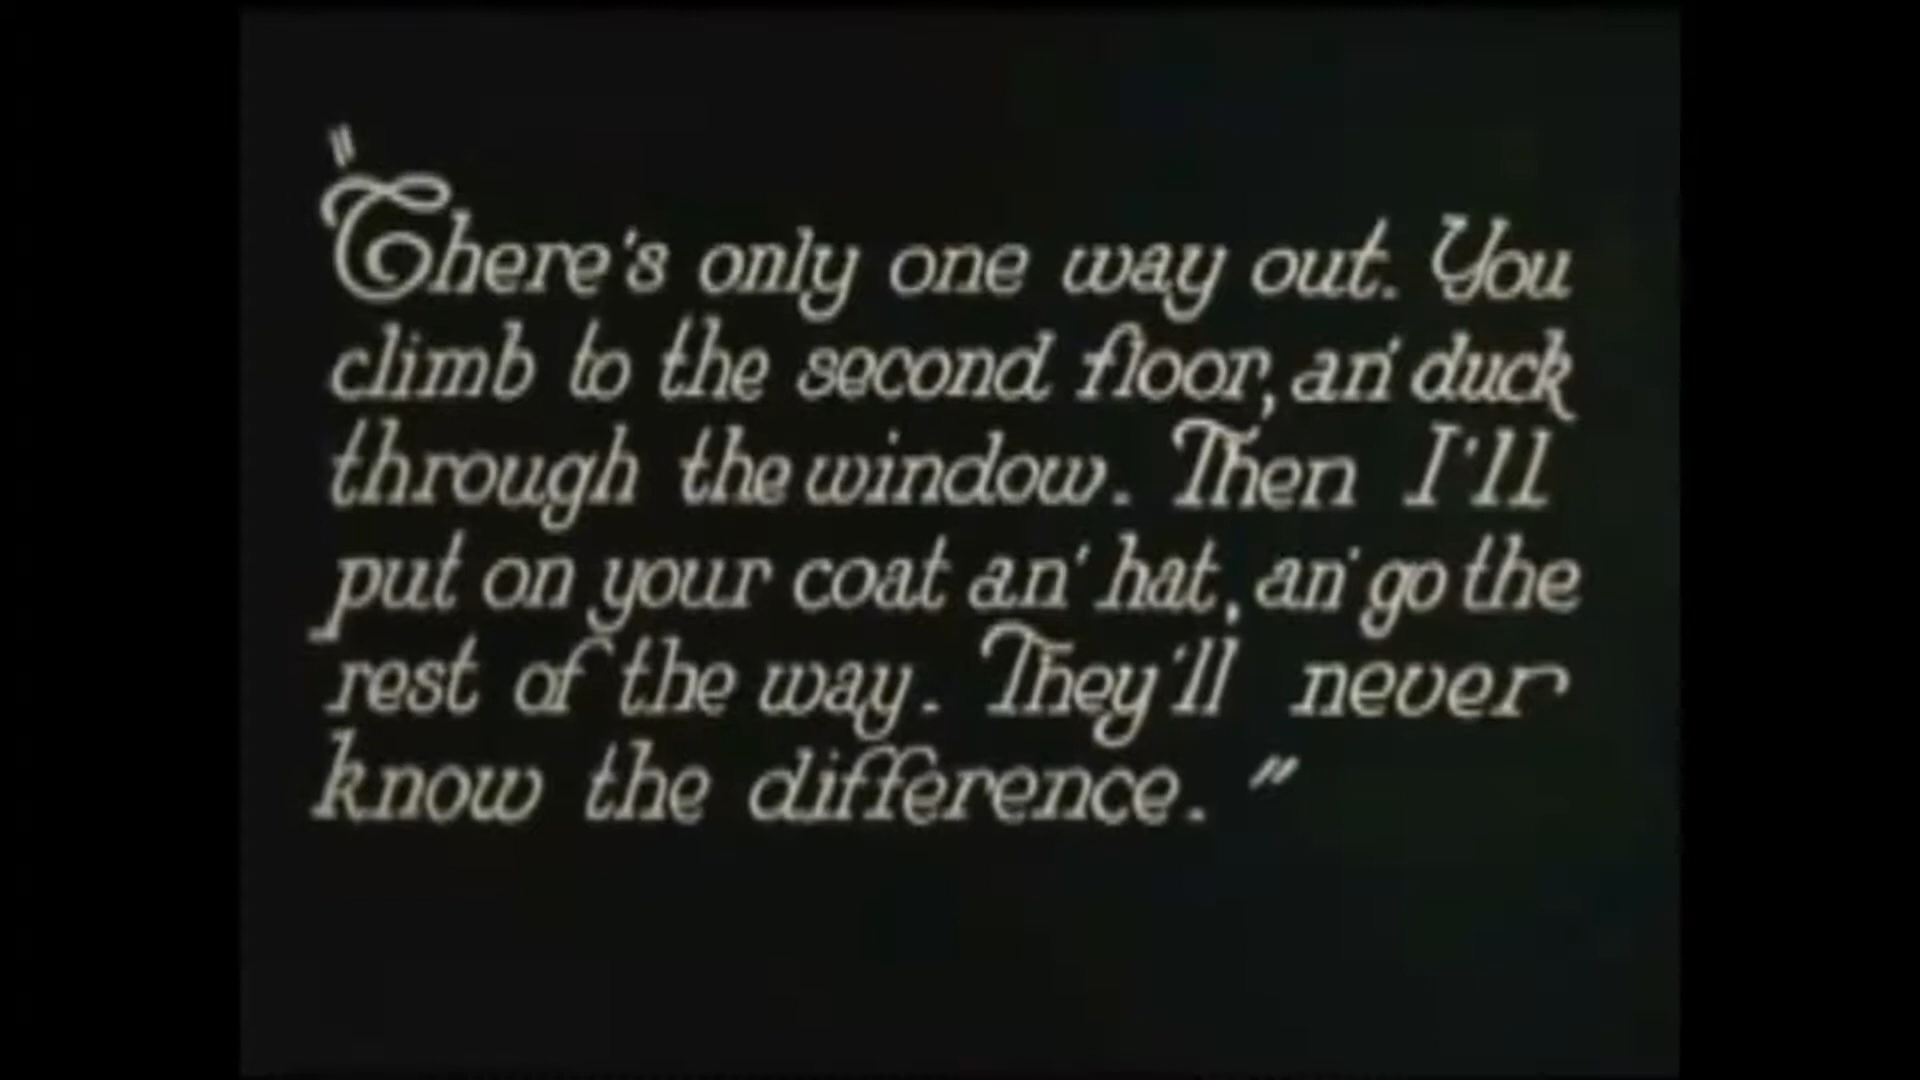 "There's only one way out. You
climb to the second floor, an' duck
through the window. Then I'll
put on your coat an' hat, an' go the
rest of the way. They'll never
know the difference."